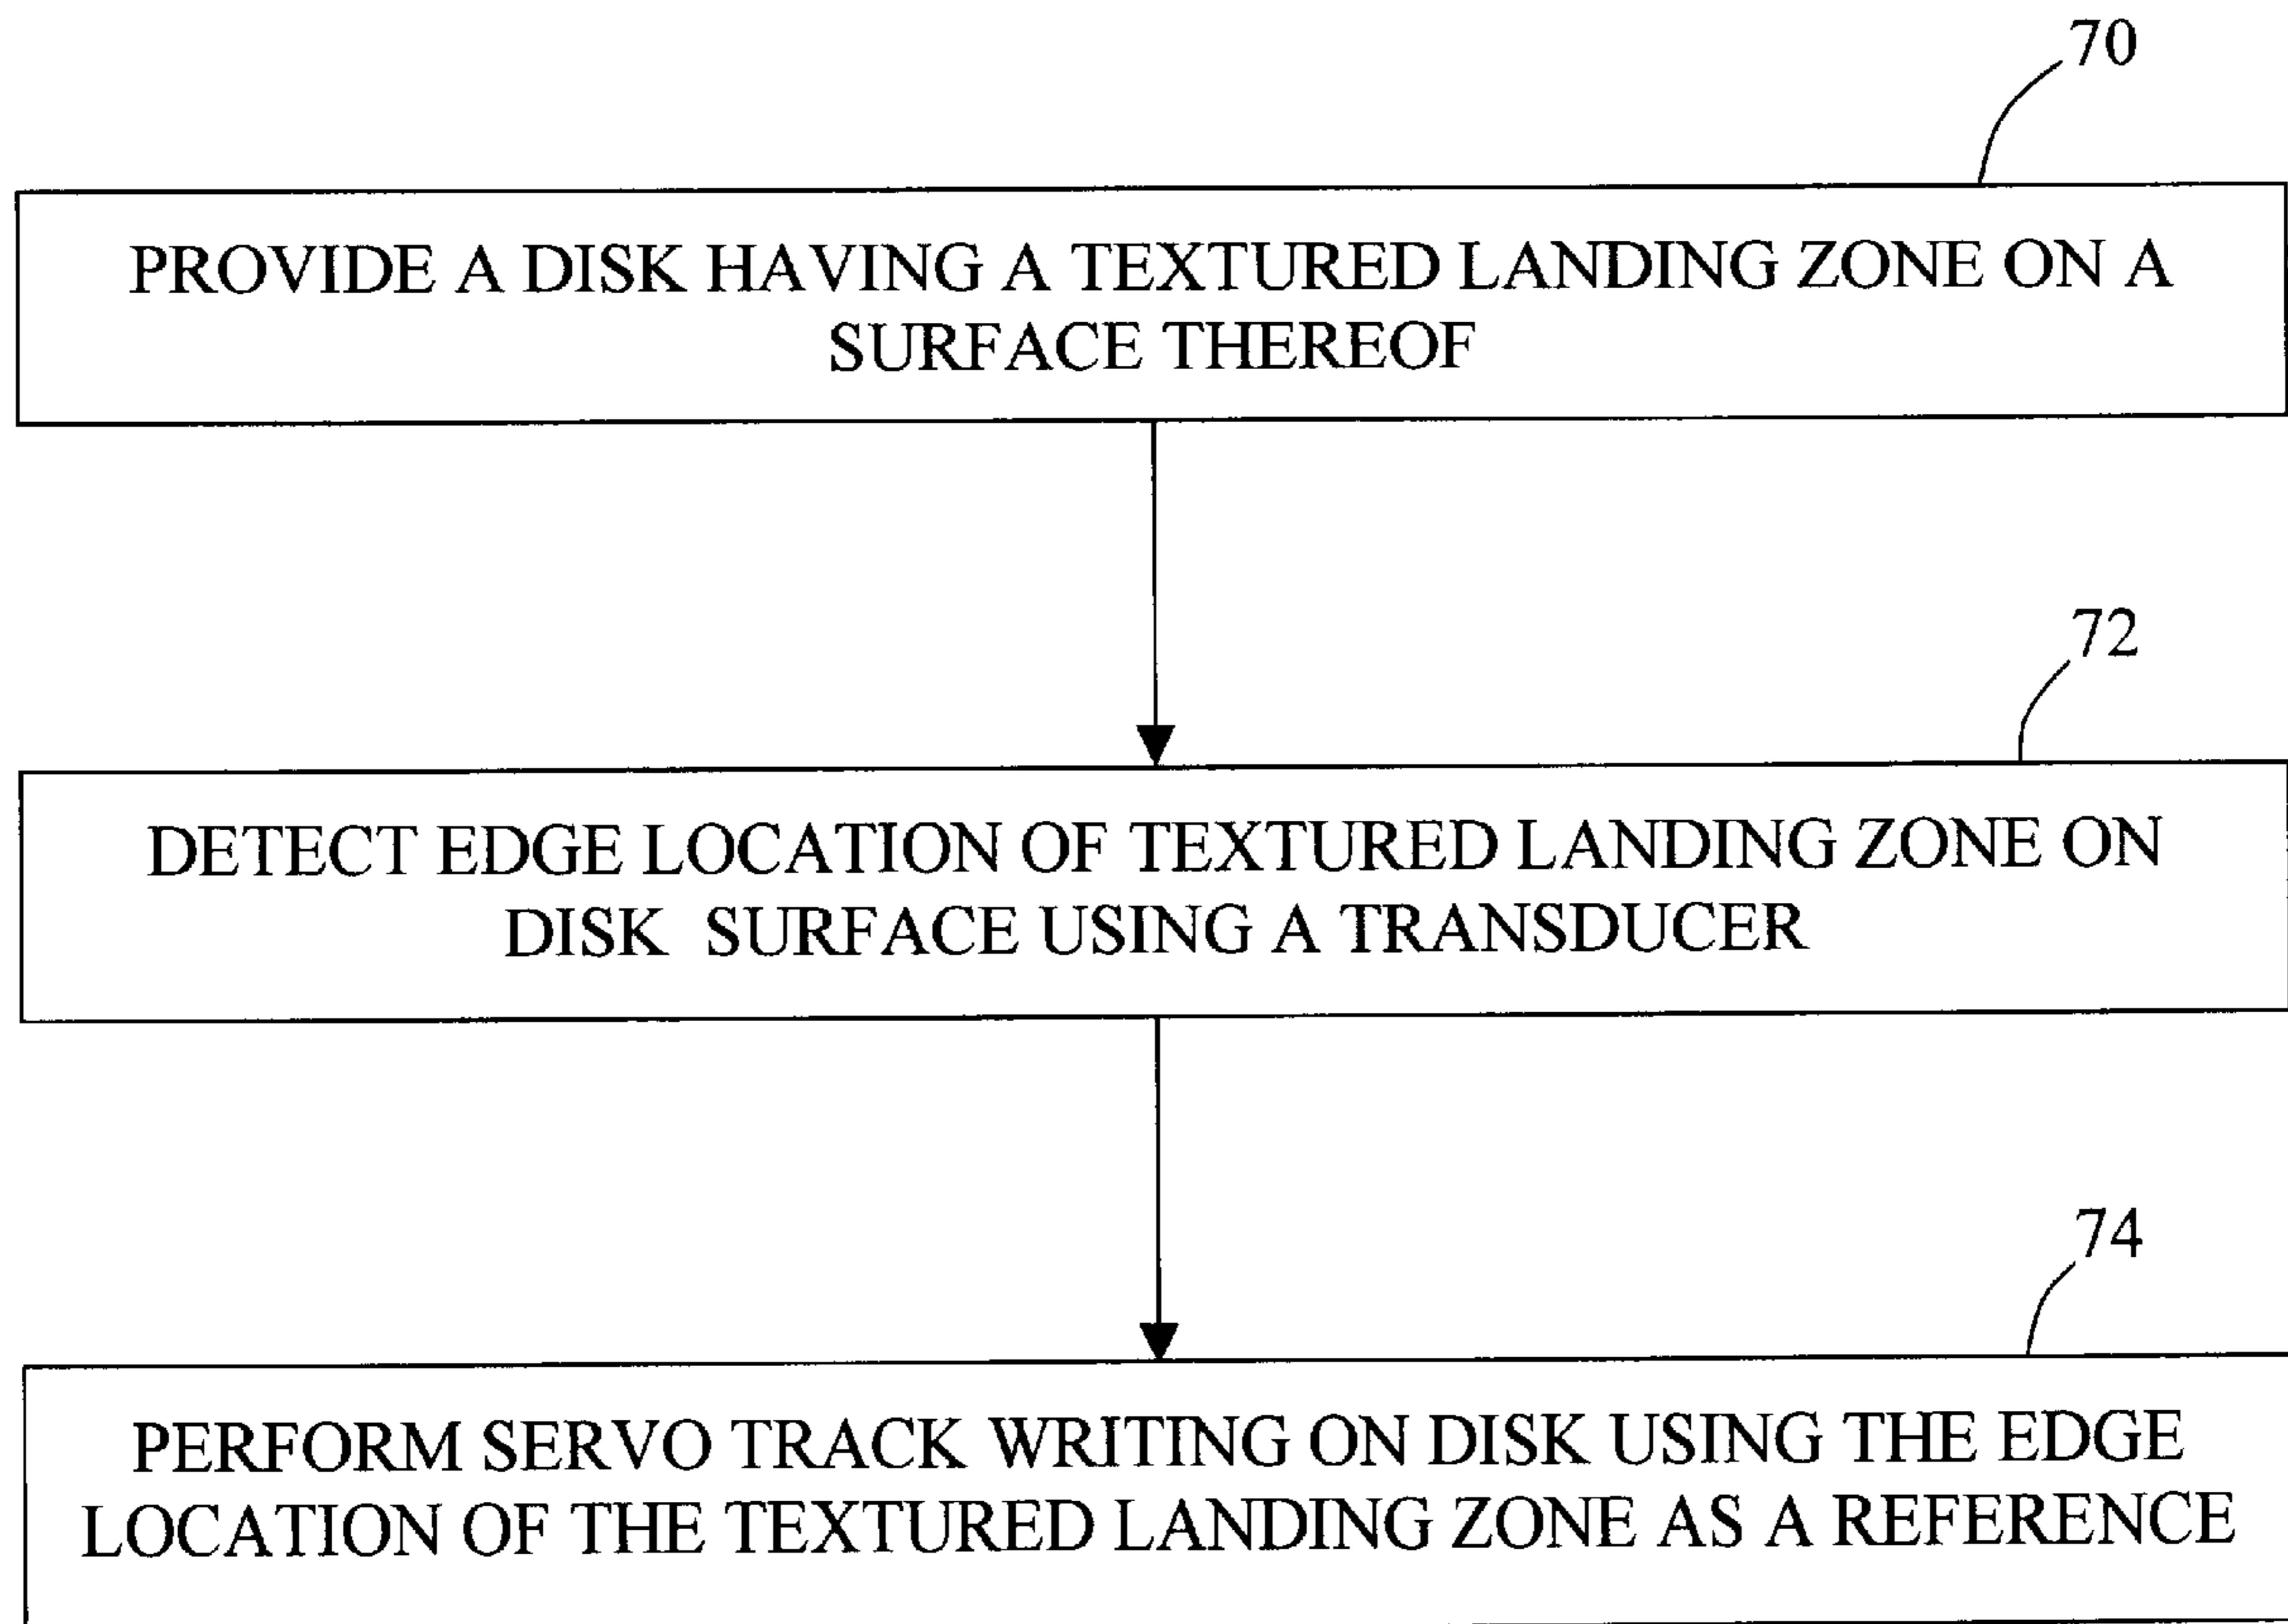 70
PROVIDE A DISK HAVING A TEXTURED LANDING ZONE ON A
SURFACE THEREOF
72
DETECT EDGE LOCATION OF TEXTURED LANDING ZONE ON
DISK SURFACE USING A TRANSDUCER
74
PERFORM SERVO TRACK WRITING ON DISK USING THE EDGE
LOCATION OF THE TEXTURED LANDING ZONE AS A REFERENCE